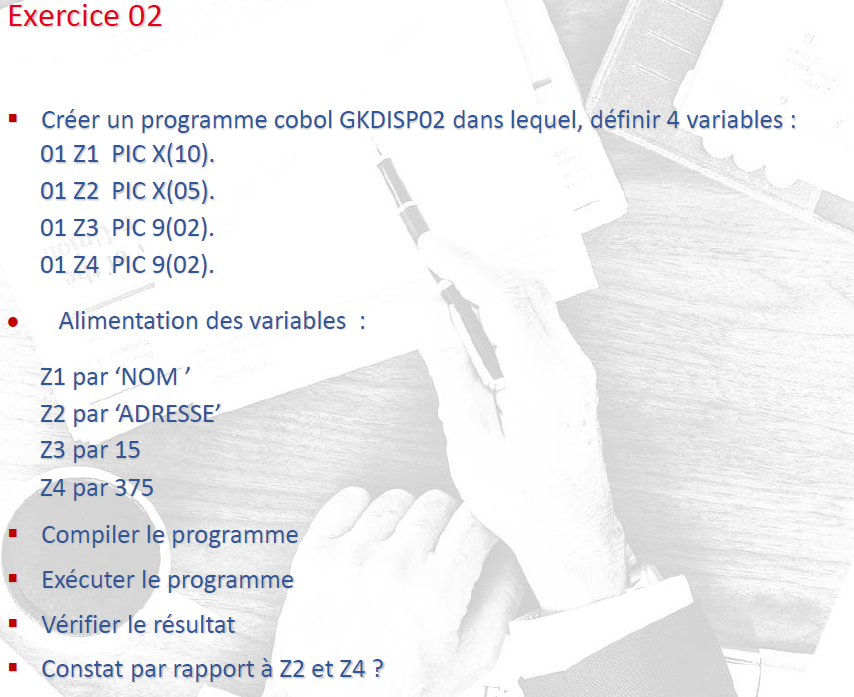 Exercice 02
▪ Créer un programme cobol GKDISP02 dans lequel, définir 4 variables :
01 Z1 PIC X(10).
01 Z2 PIC X(05).
01 Z3 PIC 9(02).
01 Z4 PIC 9(02).
• Alimentation des variables :
Z1 par ‘NOM ’
Z2 par ‘ADRESSE’
Z3 par 15
Z4 par 375
▪ Compiler le programme
▪ Exécuter le programme
▪ Vérifier le résultat
▪ Constat par rapport à Z2 et Z4 ?